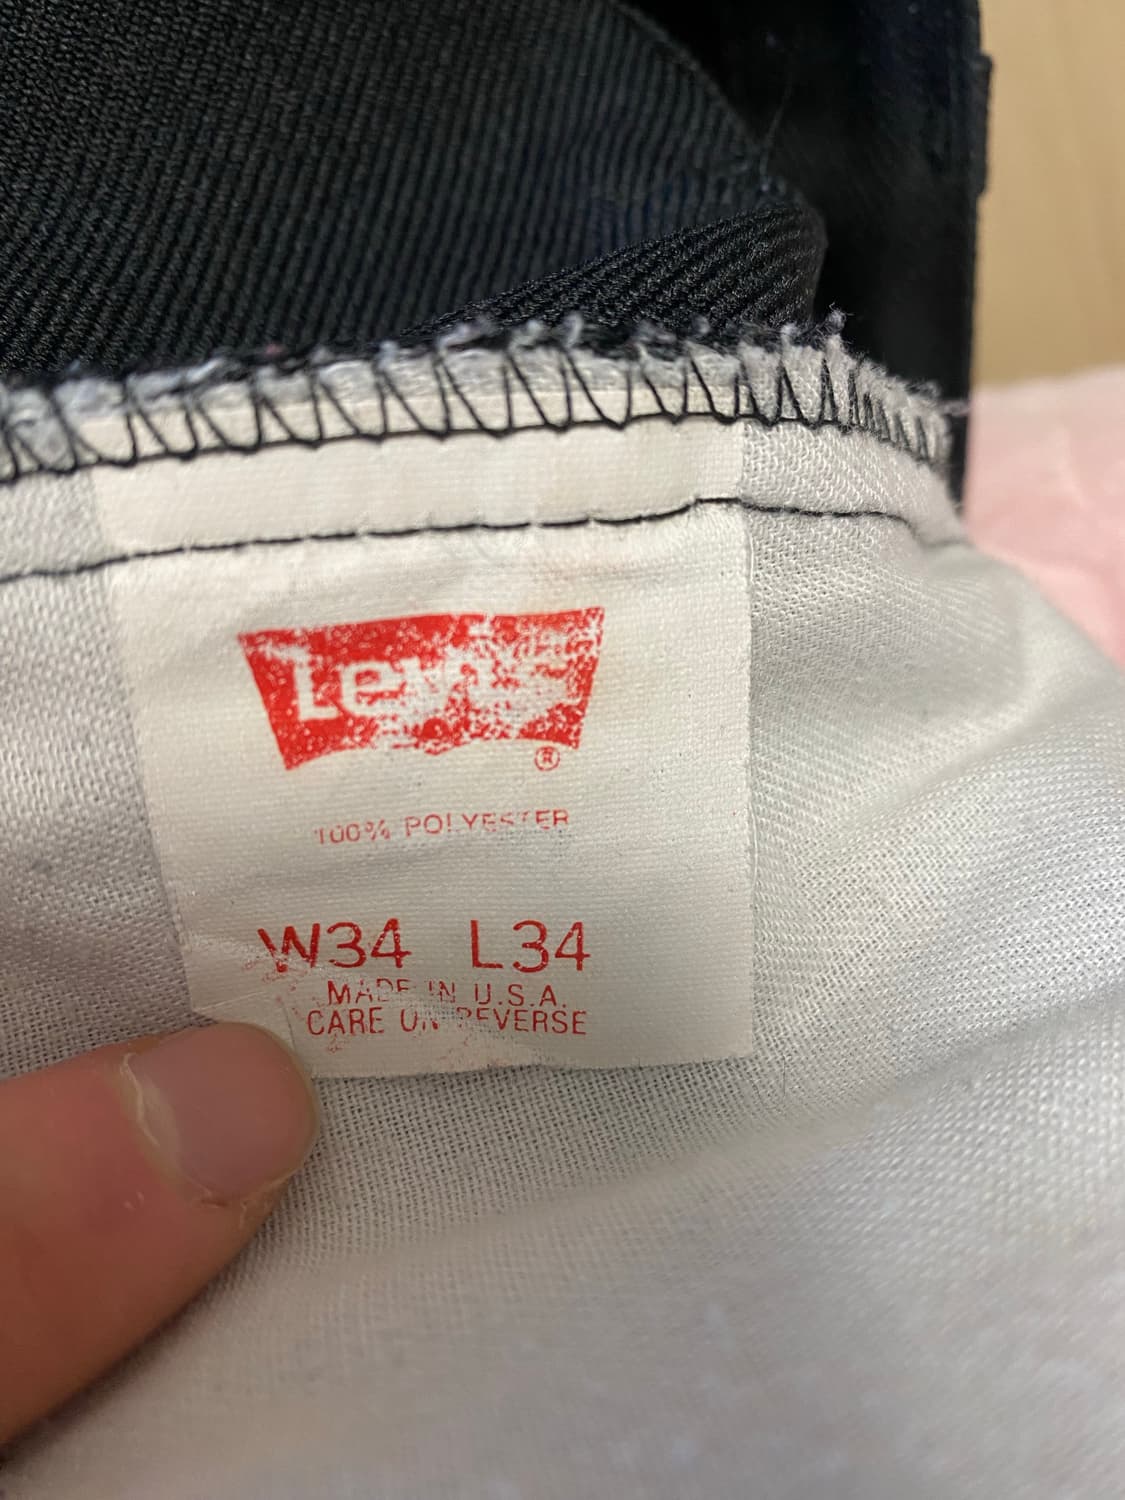 Levi's
®
100% POLYESTER
W34 L34
MADE IN U.S.A.
CARE ON REVERSE